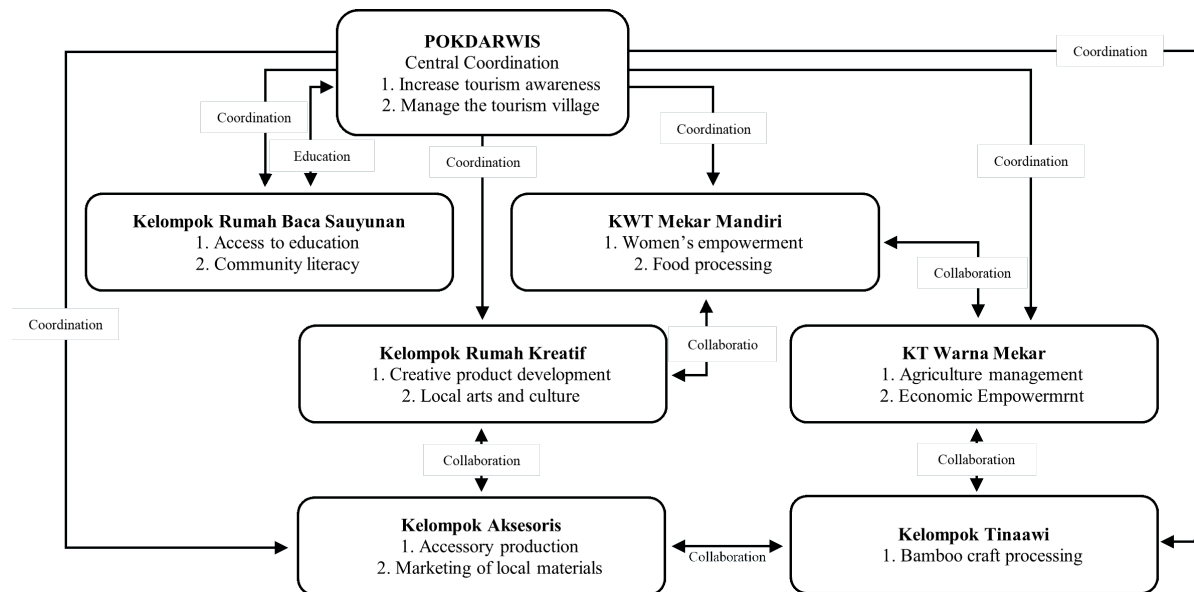 POKDARWIS
Central Coordination
1. Increase tourism awareness
2. Manage the tourism village
Coordination
Coordination
Education
Coordination
Coordination
Coordination
Kelompok Rumah Baca Sauyunan
1. Access to education
2. Community literacy
KWT Mekar Mandiri
1. Women's empowerment
2. Food processing
Collaboration
Coordination
Collaboratio
Kelompok Rumah Kreatif
1. Creative product development
2. Local arts and culture
KT Warna Mekar
1. Agriculture management
2. Economic Empowermrnt
Collaboration
Collaboration
Kelompok Aksesoris
1. Accessory production
2. Marketing of local materials
Collaboration
Kelompok Tinaawi
1. Bamboo craft processing